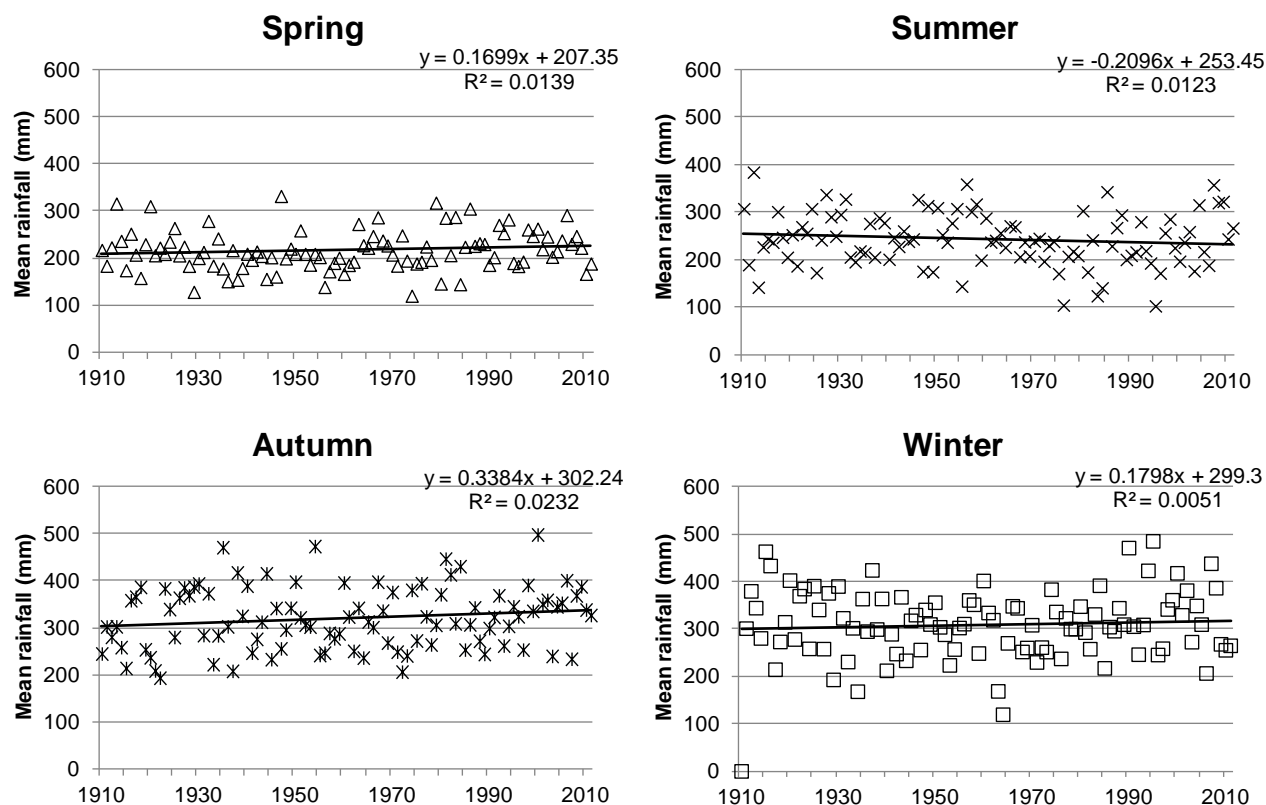 Spring
y = 0.1699x + 207.35
R² = 0.0139
Mean rainfall (mm)
600
500
400
300
200
100
0
1910 1930 1950 1970 1990 2010
Summer
y = -0.2096x + 253.45
R² = 0.0123
Mean rainfall (mm)
600
500
400
300
200
100
0
1910 1930 1950 1970 1990 2010
Autumn
y = 0.3384x + 302.24
R² = 0.0232
Mean rainfall (mm)
600
500
400
300
200
100
0
1910 1930 1950 1970 1990 2010
Winter
y = 0.1798x + 299.3
R² = 0.0051
Mean rainfall (mm)
600
500
400
300
200
100
0
1910 1930 1950 1970 1990 2010